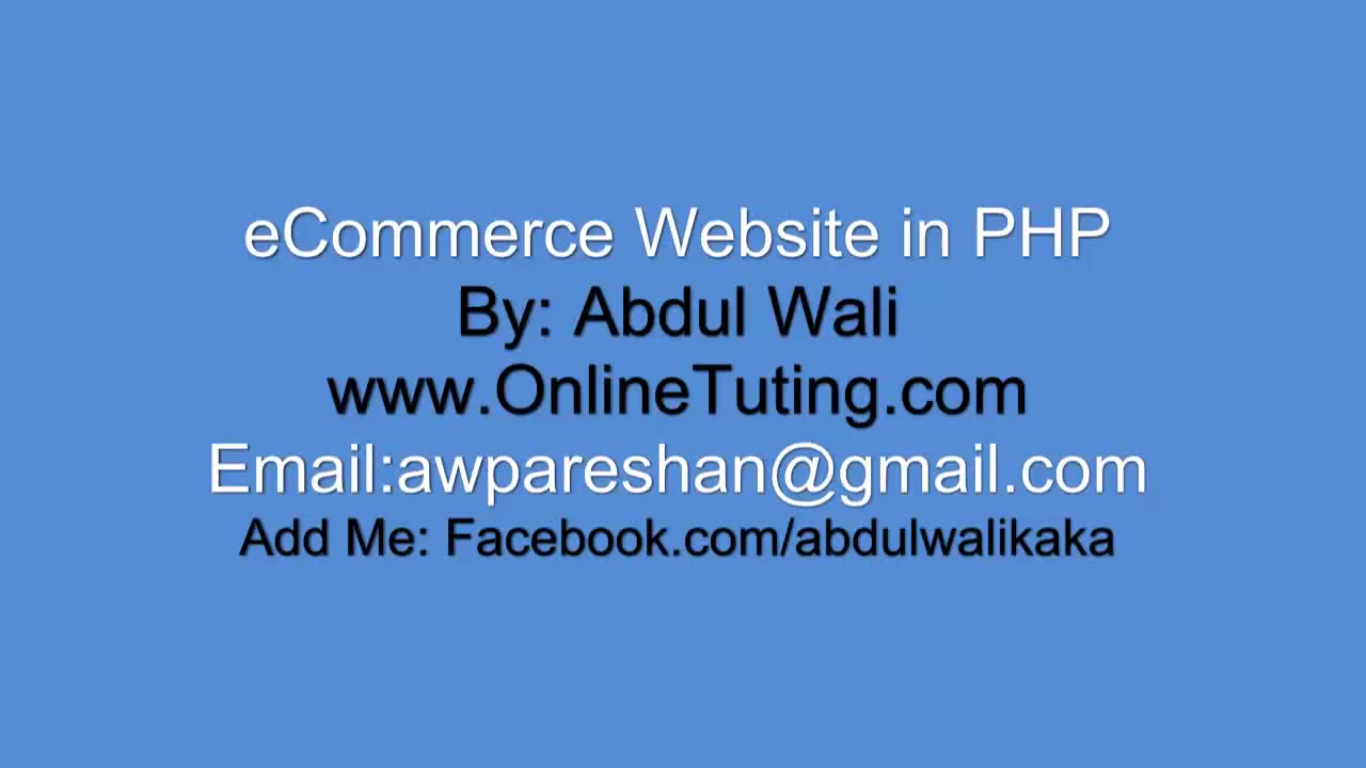 eCommerce Website in PHP
By: Abdul Wali
www.OnlineTuting.com
Email:awpareshan@gmail.com
Add Me: Facebook.com/abdulwalikaka